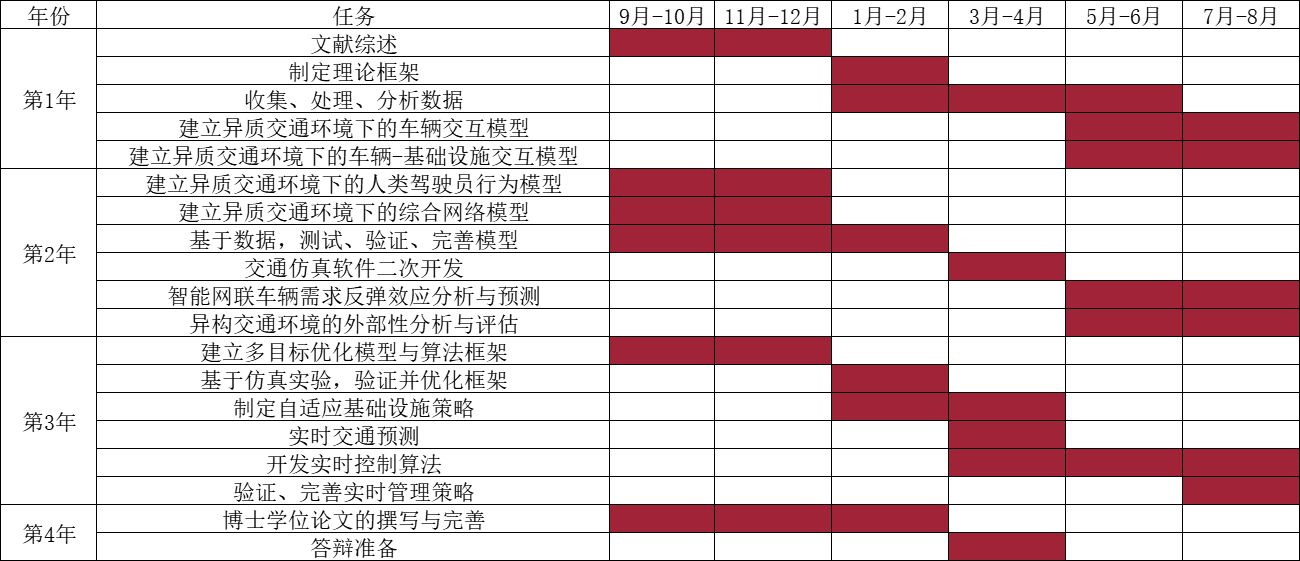 年份 任务 9月-10月 11月-12月 1月-2月 3月-4月 5月-6月 7月-8月
第1年
文献综述
制定理论框架
收集、处理、分析数据
建立异质交通环境下的车辆交互模型
建立异质交通环境下的车辆-基础设施交互模型
第2年
建立异质交通环境下的人类驾驶员行为模型
建立异质交通环境下的综合网络模型
基于数据，测试、验证、完善模型
交通仿真软件二次开发
智能网联车辆需求反弹效应分析与预测
异构交通环境的外部性分析与评估
第3年
建立多目标优化模型与算法框架
基于仿真实验，验证并优化框架
制定自适应基础设施策略
实时交通预测
开发实时控制算法
验证、完善实时管理策略
第4年
博士学位论文的撰写与完善
答辩准备